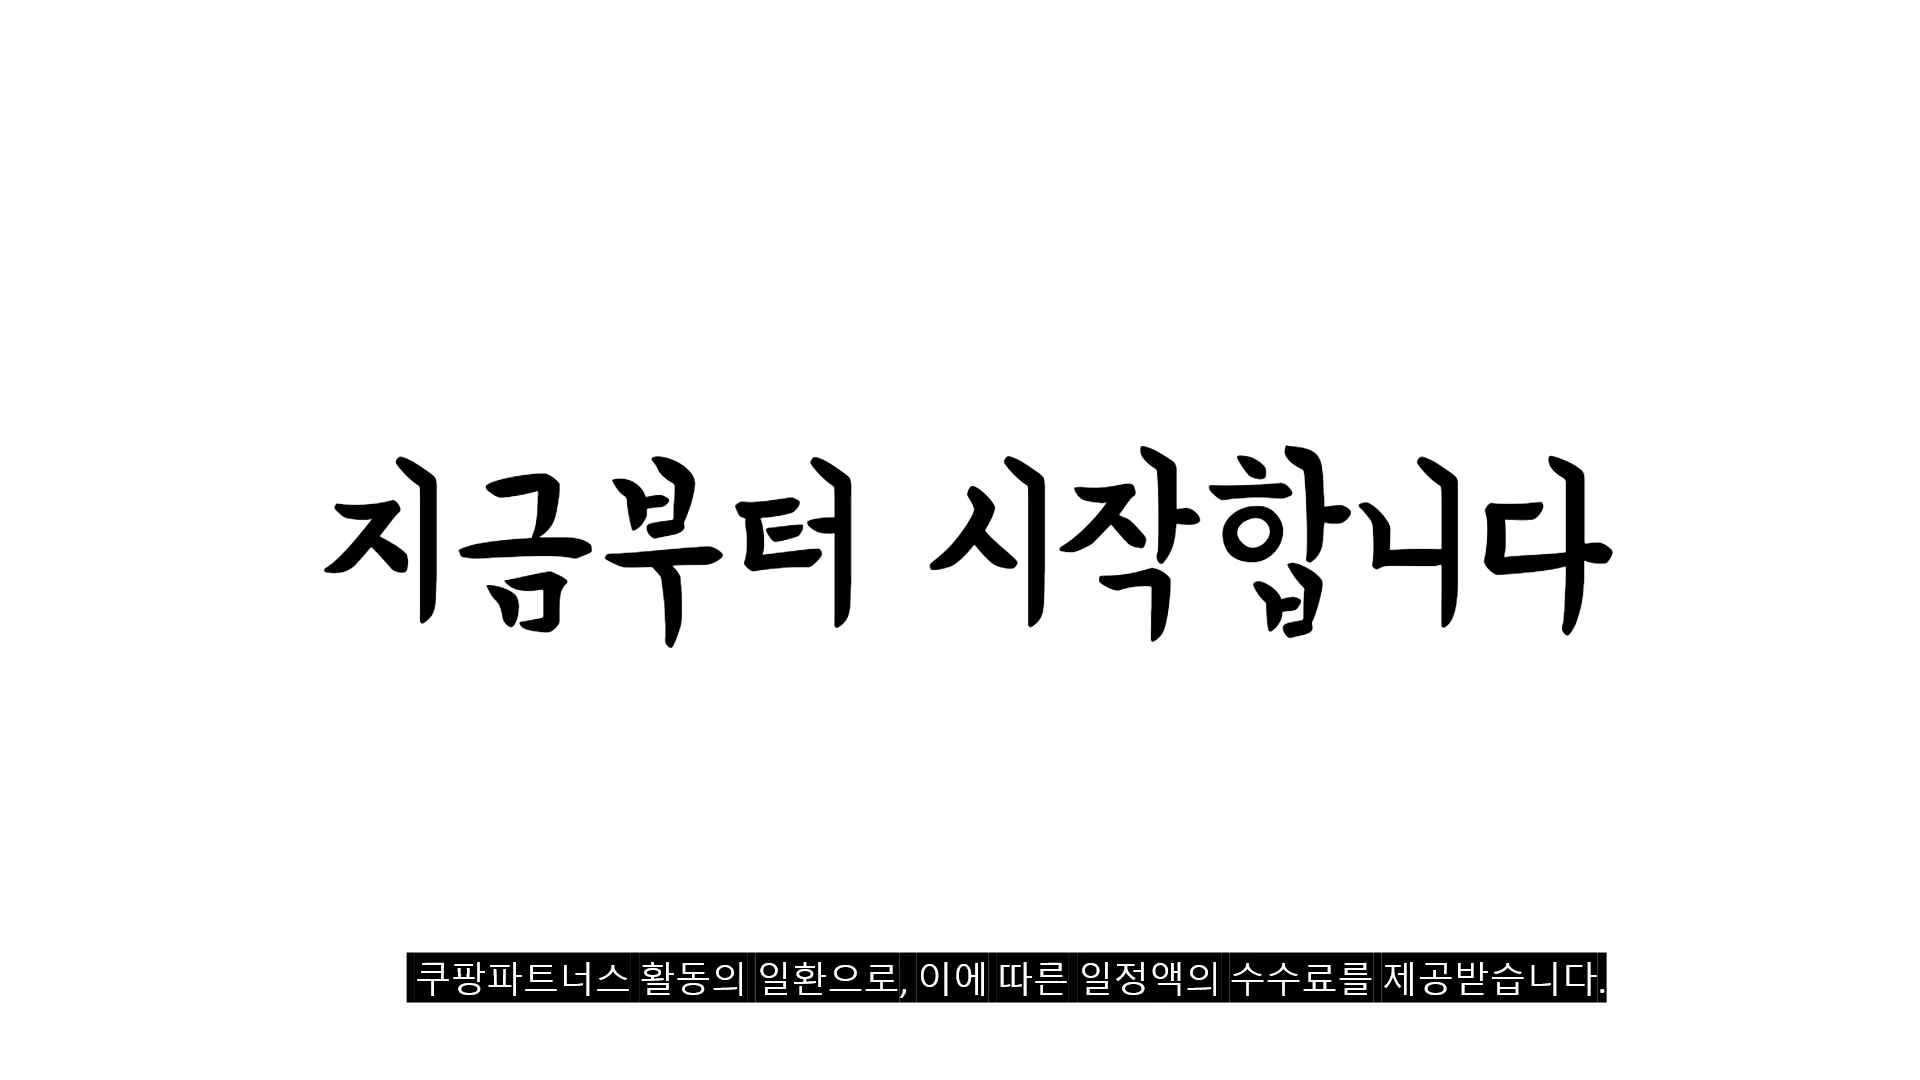 지금부터 시작합니다
쿠팡파트너스 활동의 일환으로, 이에 따른 일정액의 수수료를 제공받습니다.